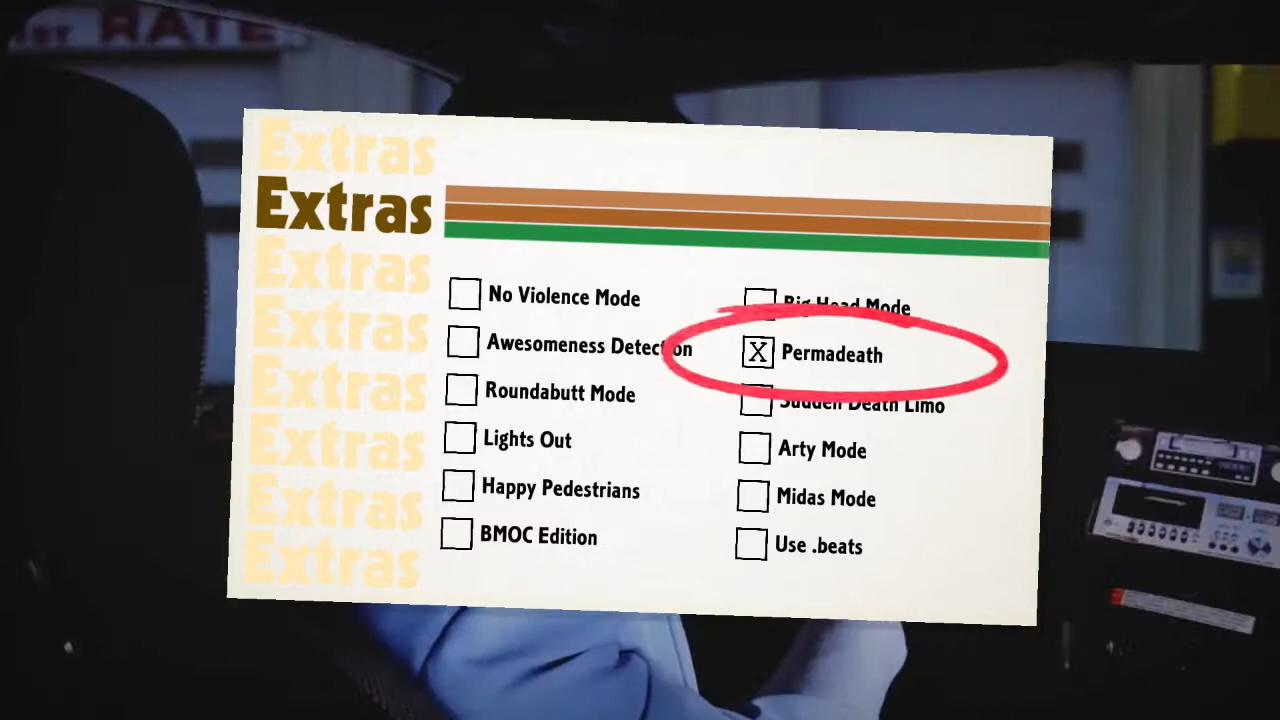 RATE
Extras
Extras
Extras
Extras
Extras
Extras
Extras
Extras
No Violence Mode
Awesomeness Detection
Roundabutt Mode
Lights Out
Happy Pedestrians
BMOC Edition
Big Head Mode
X Permadeath
Sudden Death Limo
Arty Mode
Midas Mode
Use .beats